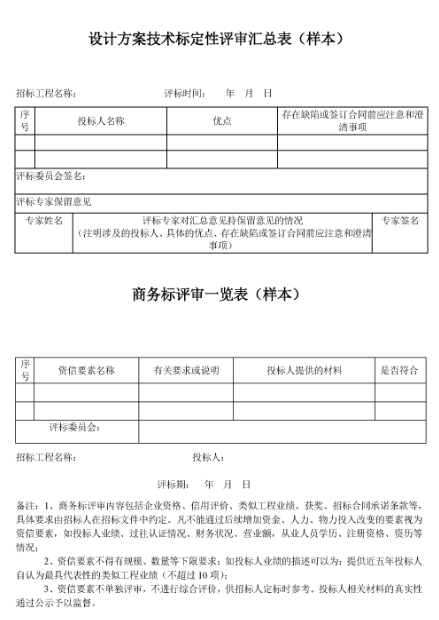 设计方案技术标定性评审汇总表（样本）
招标工程名称： 评标时间： 年 月 日
序号 投标人名称 优点 存在缺陷或签订合同前应注意和澄清事项
评标委员会签名：
评标专家保留意见
专家姓名 评标专家对汇总意见持保留意见的情况 专家签名
（注明涉及的投标人、具体的优点、存在缺陷或签订合同前应注意和澄清
事项）
商务标评审一览表（样本）
序号 资信要素名称 有关要求或说明 投标人提供的材料 是否符合
评标委员会：
招标工程名称： 投标人：
评标期： 年 月 日
备注：1、商务标评审内容包括企业资格、信用评价、类似工程业绩、获奖、招标合同承诺条款等，
具体要求由招标人在招标文件中约定。凡不能通过后续增加资金、人力、物力投入改变的要素视为
资信要素，如投标人业绩、过往认证情况、财务状况、营业额，从业人员学历、注册资格、资历等
情况；
2、资信要素不得有规模、数量等下限要求；如投标人业绩的描述可以为：提供近五年投标人
自认为最具代表性的类似工程业绩（不超过 10 项）；
3、资信要素不单独评审，不进行综合评价，供招标人定标时参考。投标人相关材料的真实性
通过公示予以监督。